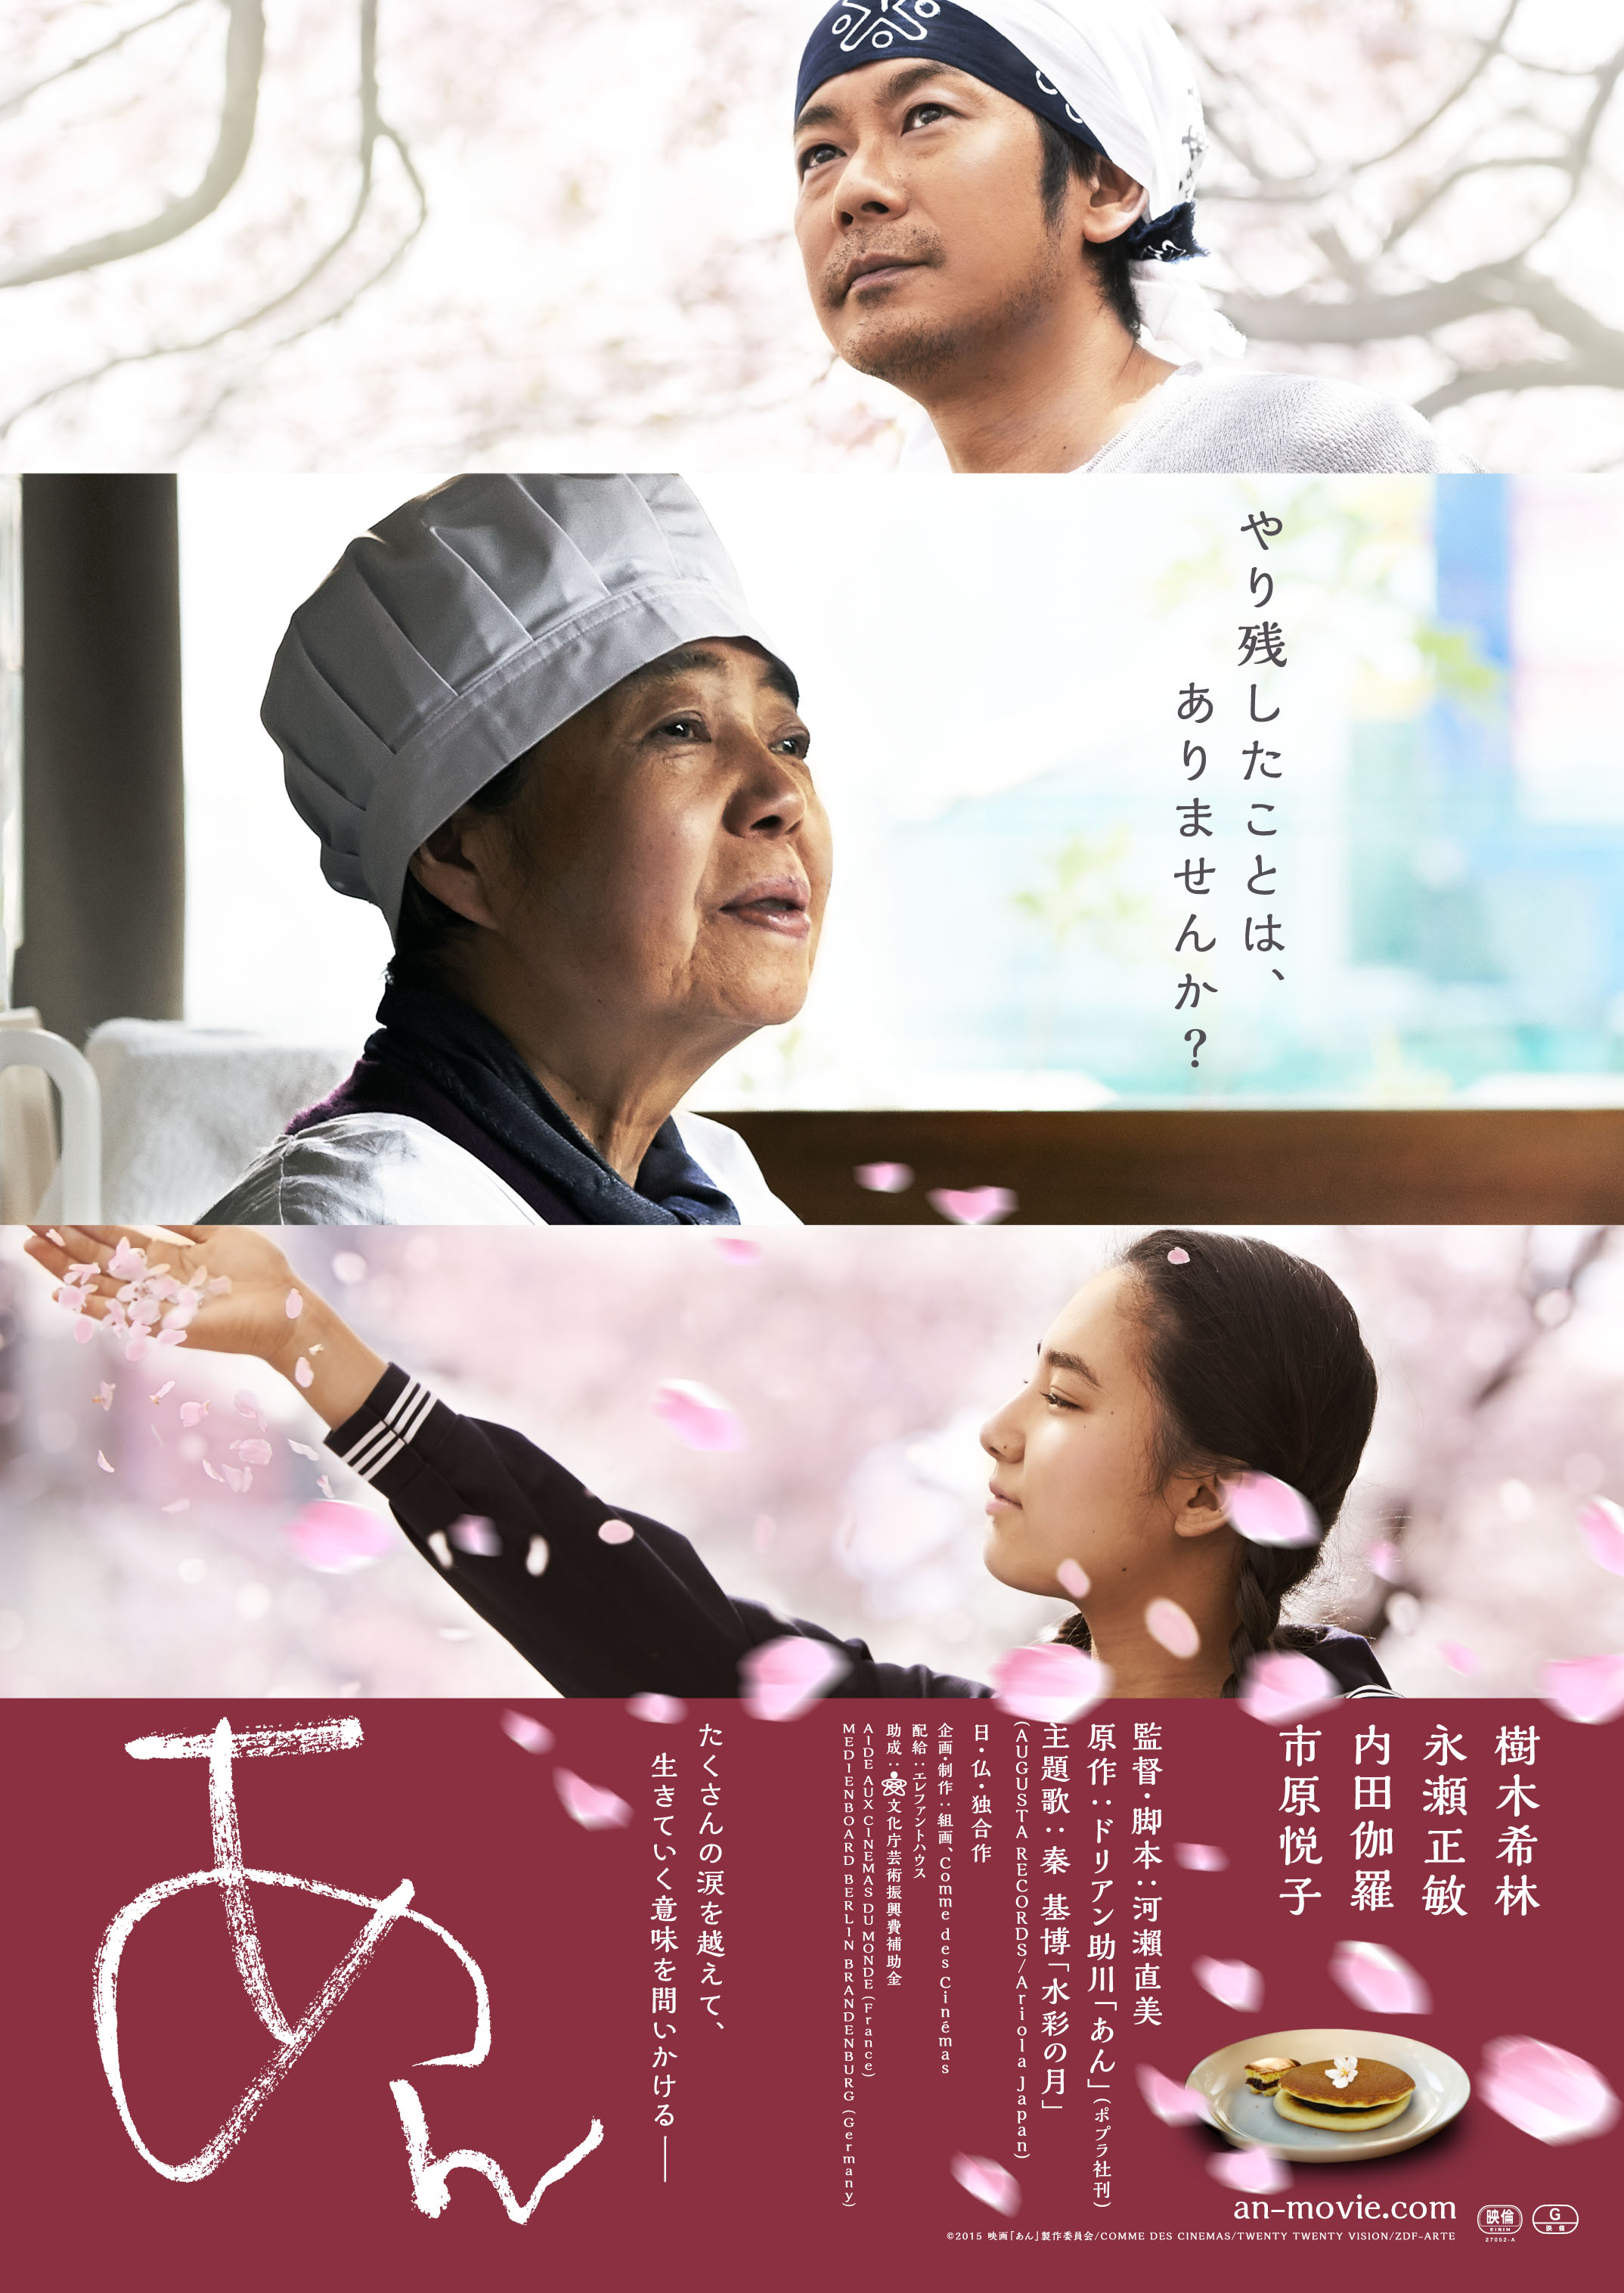 やり残したことは、
ありませんか?
樹木希林
永瀬正敏
内田伽羅
市原悦子
監督・脚本:河瀨直美
原作:ドリアン助川「あん」(ポプラ社刊)
主題歌:秦 基博「水彩の月」
(AUGUSTA RECORDS/Ariola Japan)
日・仏・独合作
企画・制作:組画、Comme des Cinémas
配給:エレファントハウス
助成:文化庁芸術振興費補助金
AIDE AUX CINEMAS DU MONDE (France)
MEDIENBOARD BERLIN BRANDENBURG (Germany)
たくさんの涙を越えて、
生きていく意味を問いかける——
あん
an-movie.com
©2015 映画『あん』製作委員会/COMME DES CINEMAS/TWENTY TWENTY VISION/ZDF-ARTE
映倫
EIRIN
27052-A
G
映倫